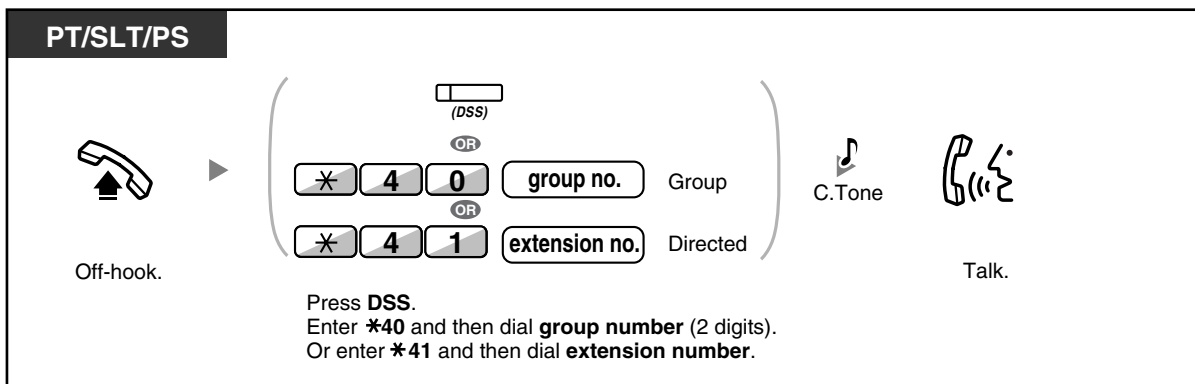 PT/SLT/PS
(DSS)
OR
* 4 0 group no. Group
OR
* 4 1 extension no. Directed
C.Tone
Off-hook.
Talk.
Press DSS.
Enter *40 and then dial group number (2 digits).
Or enter *41 and then dial extension number.